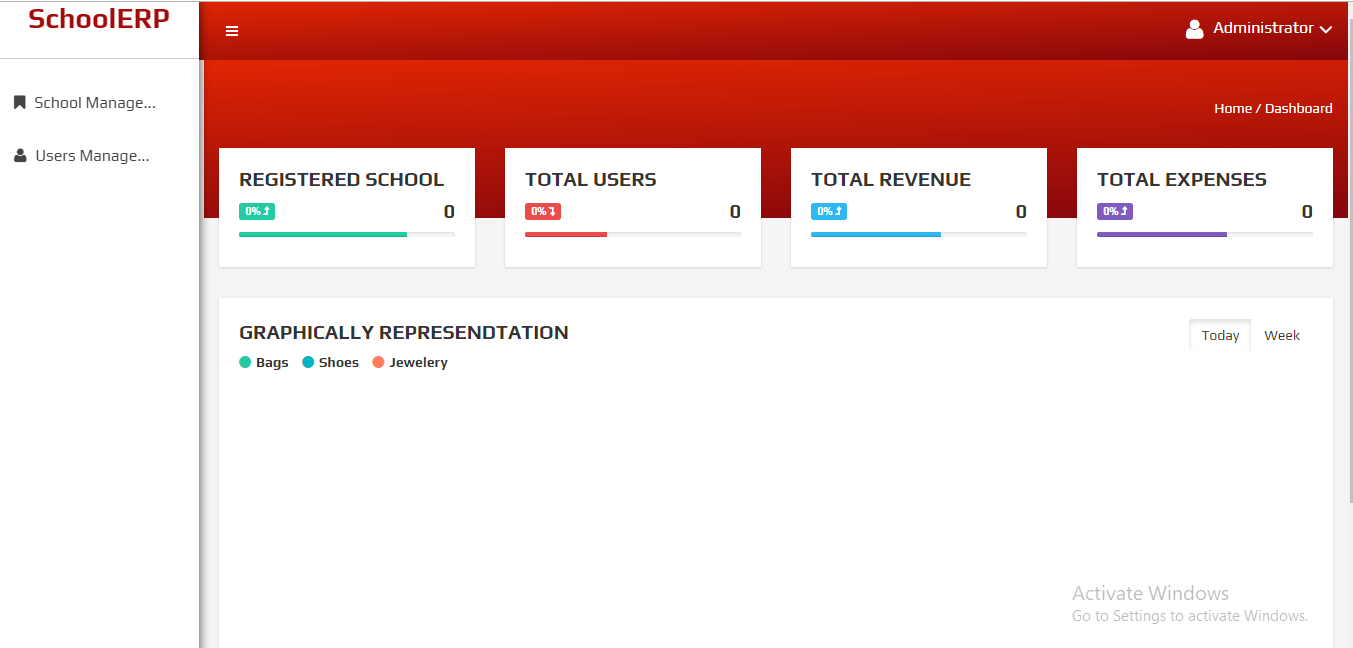 SchoolERP
Administrator
School Manage...
Users Manage...
Home / Dashboard
REGISTERED SCHOOL
0%
0
TOTAL USERS
0%
0
TOTAL REVENUE
0%
0
TOTAL EXPENSES
0%
0
GRAPHICALLY REPRESENDTATION
Today
Week
Bags
Shoes
Jewelery
Activate Windows
Go to Settings to activate Windows.